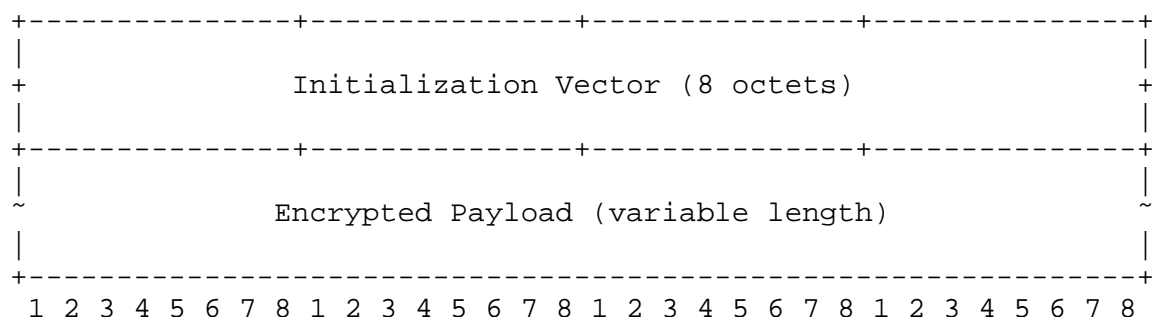 +---------------+---------------+---------------+---------------+
|                                                               |
+               Initialization Vector (8 octets)                +
|                                                               |
+---------------+---------------+---------------+---------------+
|                                                               |
~              Encrypted Payload (variable length)              ~
|                                                               |
+---------------------------------------------------------------+
 1 2 3 4 5 6 7 8 1 2 3 4 5 6 7 8 1 2 3 4 5 6 7 8 1 2 3 4 5 6 7 8